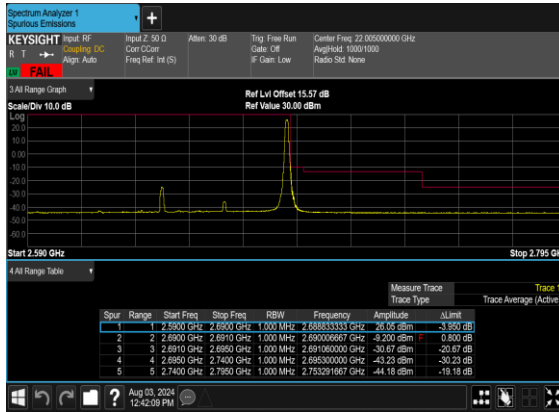 Spectrum Analyzer 1
Spurious Emissions
KEYSIGHT Input: RF Input Z: 50 Ω Atten: 30 dB Trig: Free Run Center Freq: 22.005000000 GHz
R T Coupling: DC Corr CCorr Gate: Off Avg|Hold: 1000/1000
Align: Auto Freq Ref: Int (S) IF Gain: Low Radio Std: None
FAIL
3 All Range Graph Ref Lvl Offset 15.57 dB
Scale/Div 10.0 dB Ref Value 30.00 dBm
Log
20.0
10.0
0.00
-10.0
-20.0
-30.0
-40.0
-50.0
-60.0
Start 2.590 GHz Stop 2.795 GH
4 All Range Table
Measure Trace Trace 1
Trace Type Trace Average (Active
Spur Range Start Freq Stop Freq RBW Frequency Amplitude ΔLimit
1 1 2.5900 GHz 2.6900 GHz 1.000 MHz 2.688833333 GHz 26.05 dBm -3.950 dB
2 2 2.6900 GHz 2.6910 GHz 1.000 MHz 2.690006667 GHz -9.200 dBm F 0.800 dB
3 3 2.6910 GHz 2.6950 GHz 1.000 MHz 2.691060000 GHz -30.67 dBm -20.67 dB
4 4 2.6950 GHz 2.7400 GHz 1.000 MHz 2.695300000 GHz -43.23 dBm -30.23 dB
5 5 2.7400 GHz 2.7950 GHz 1.000 MHz 2.753291667 GHz -44.18 dBm -19.18 dB
Aug 03, 2024
12:42:09 PM